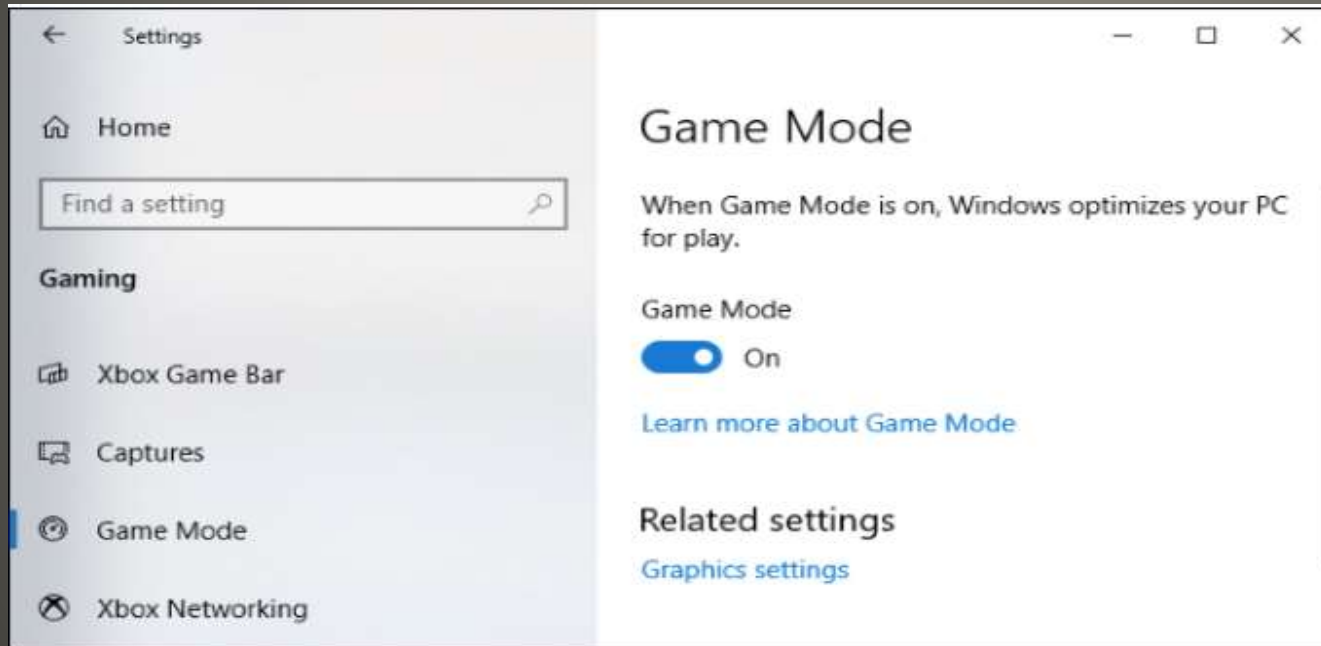 Settings
Home
Find a setting
Gaming
Xbox Game Bar
Captures
Game Mode
Xbox Networking
Game Mode
When Game Mode is on, Windows optimizes your PC
for play.
Game Mode
On
Learn more about Game Mode
Related settings
Graphics settings